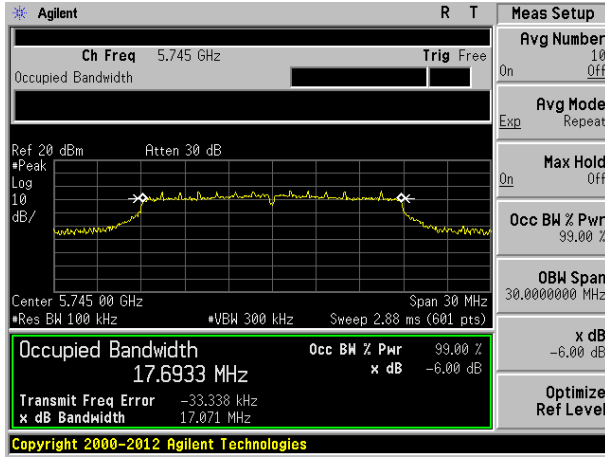 Agilent R T
Ch Freq 5.745 GHz Trig Free
Occupied Bandwidth
Ref 20 dBm Atten 30 dB
#Peak
Log
10
dB/
Center 5.745 00 GHz Span 30 MHz
#Res BW 100 kHz #VBW 300 kHz Sweep 2.88 ms (601 pts)
Occupied Bandwidth Occ BW % Pwr 99.00 %
17.6933 MHz x dB -6.00 dB
Transmit Freq Error -33.338 kHz
x dB Bandwidth 17.071 MHz
Copyright 2000-2012 Agilent Technologies
Meas Setup
Avg Number
10
On Off
Avg Mode
Exp Repeat
Max Hold
On Off
Occ BW % Pwr
99.00 %
OBW Span
30.0000000 MHz
x dB
-6.00 dB
Optimize
Ref Level